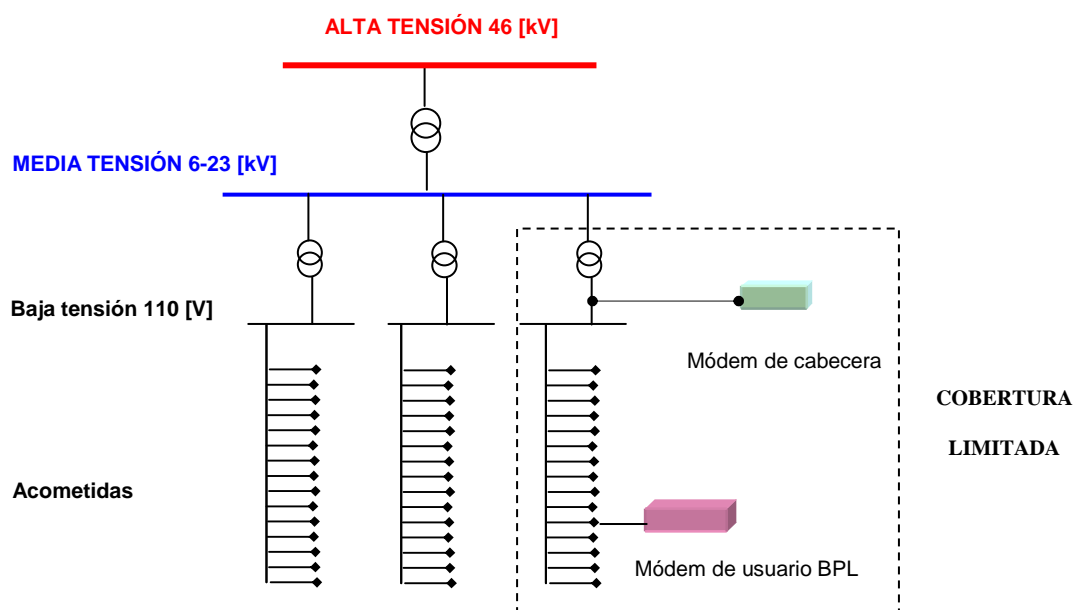 ALTA TENSIÓN 46 [kV]
MEDIA TENSIÓN 6-23 [kV]
Baja tensión 110 [V]
Módem de cabecera
COBERTURA
LIMITADA
Acometidas
Módem de usuario BPL